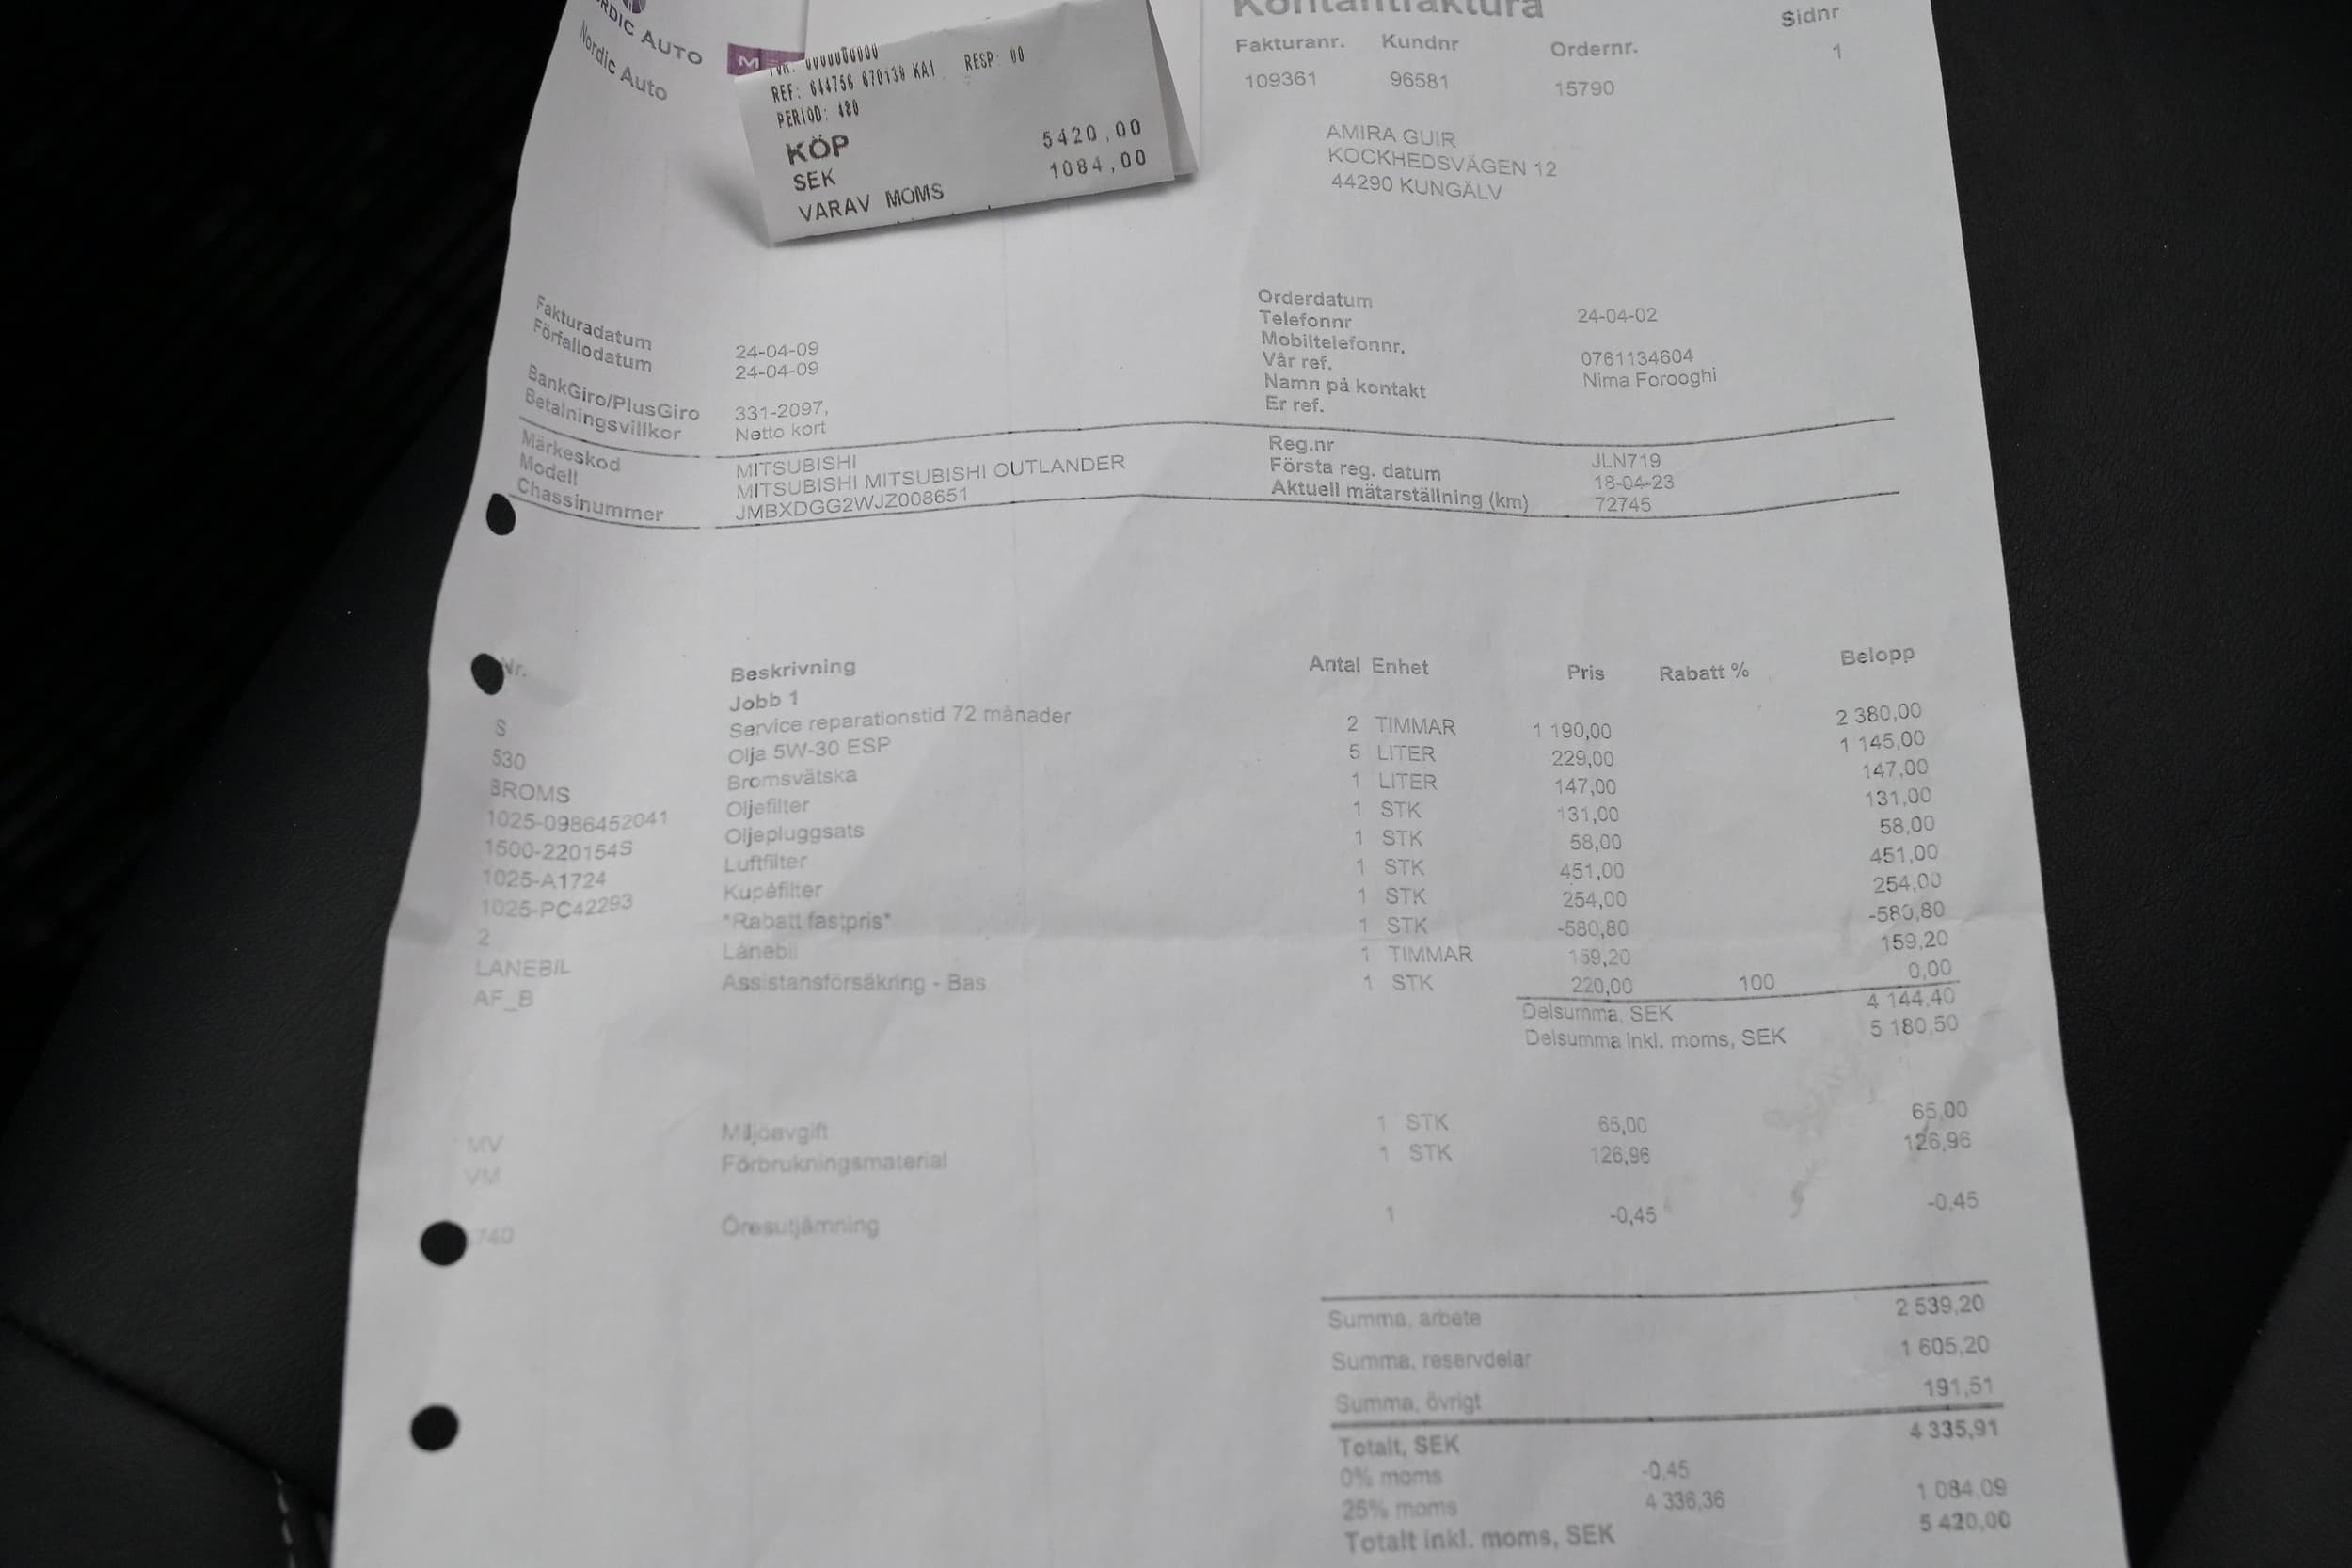 NORDIC AUTO
Nordic Auto
M
REF: 644756 670139 KA1 RESP: 00
PERIOD: 480
KÖP
SEK 5420,00
VARAV MOMS 1084,00
Kontantfaktura
Sidnr
1
Fakturanr. Kundnr Ordernr.
109361 96581 15790
AMIRA GUIR
KOCKHEDSVÄGEN 12
44290 KUNGÄLV
Fakturadatum 24-04-09
Förfallodatum 24-04-09
BankGiro/PlusGiro 331-2097,
Betalningsvillkor Netto kort
Orderdatum 24-04-02
Telefonnr
Mobiltelefonnr. 0761134604
Vår ref. Nima Forooghi
Namn på kontakt
Er ref.
Märkeskod MITSUBISHI
Modell MITSUBISHI MITSUBISHI OUTLANDER
Chassinummer JMBXDGG2WJZ008651
Reg.nr JLN719
Första reg. datum 18-04-23
Aktuell mätarställning (km) 72745
Nr. Beskrivning Antal Enhet Pris Rabatt % Belopp
Jobb 1
S Service reparationstid 72 månader 2 TIMMAR 1 190,00 2 380,00
530 Olja 5W-30 ESP 5 LITER 229,00 1 145,00
BROMS Bromsvätska 1 LITER 147,00 147,00
1025-0986452041 Oljefilter 1 STK 131,00 131,00
1500-220154S Oljepluggsats 1 STK 58,00 58,00
1025-A1724 Luftfilter 1 STK 451,00 451,00
1025-PC42293 Kupéfilter 1 STK 254,00 254,00
2 *Rabatt fastpris* 1 STK -580,80 -580,80
LANEBIL Lånebil 1 TIMMAR 159,20 159,20
AF_B Assistansförsäkring - Bas 1 STK 220,00 100 0,00
Delsumma, SEK 4 144,40
Delsumma inkl. moms, SEK 5 180,50
MV Miljöavgift 1 STK 65,00 65,00
VM Förbrukningsmaterial 1 STK 126,96 126,96
740 Öresutjämning 1 -0,45 -0,45
Summa, arbete 2 539,20
Summa, reservdelar 1 605,20
Summa, övrigt 191,51
Totalt, SEK 4 335,91
0% moms -0,45
25% moms 4 336,36 1 084,09
Totalt inkl. moms, SEK 5 420,00